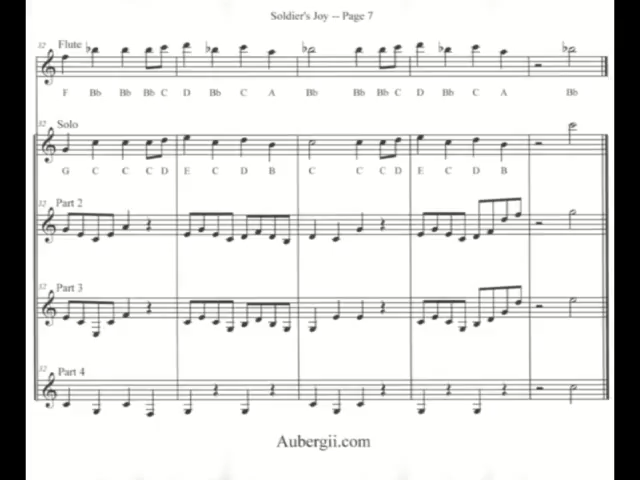 Soldier's Joy -- Page 7
32 Flute
F Bb Bb Bb C D Bb C A Bb Bb Bb C D Bb C A Bb
32 Solo
G C C C D E C D B C C C D E C D B
32 Part 2
32 Part 3
32 Part 4
Aubergii.com